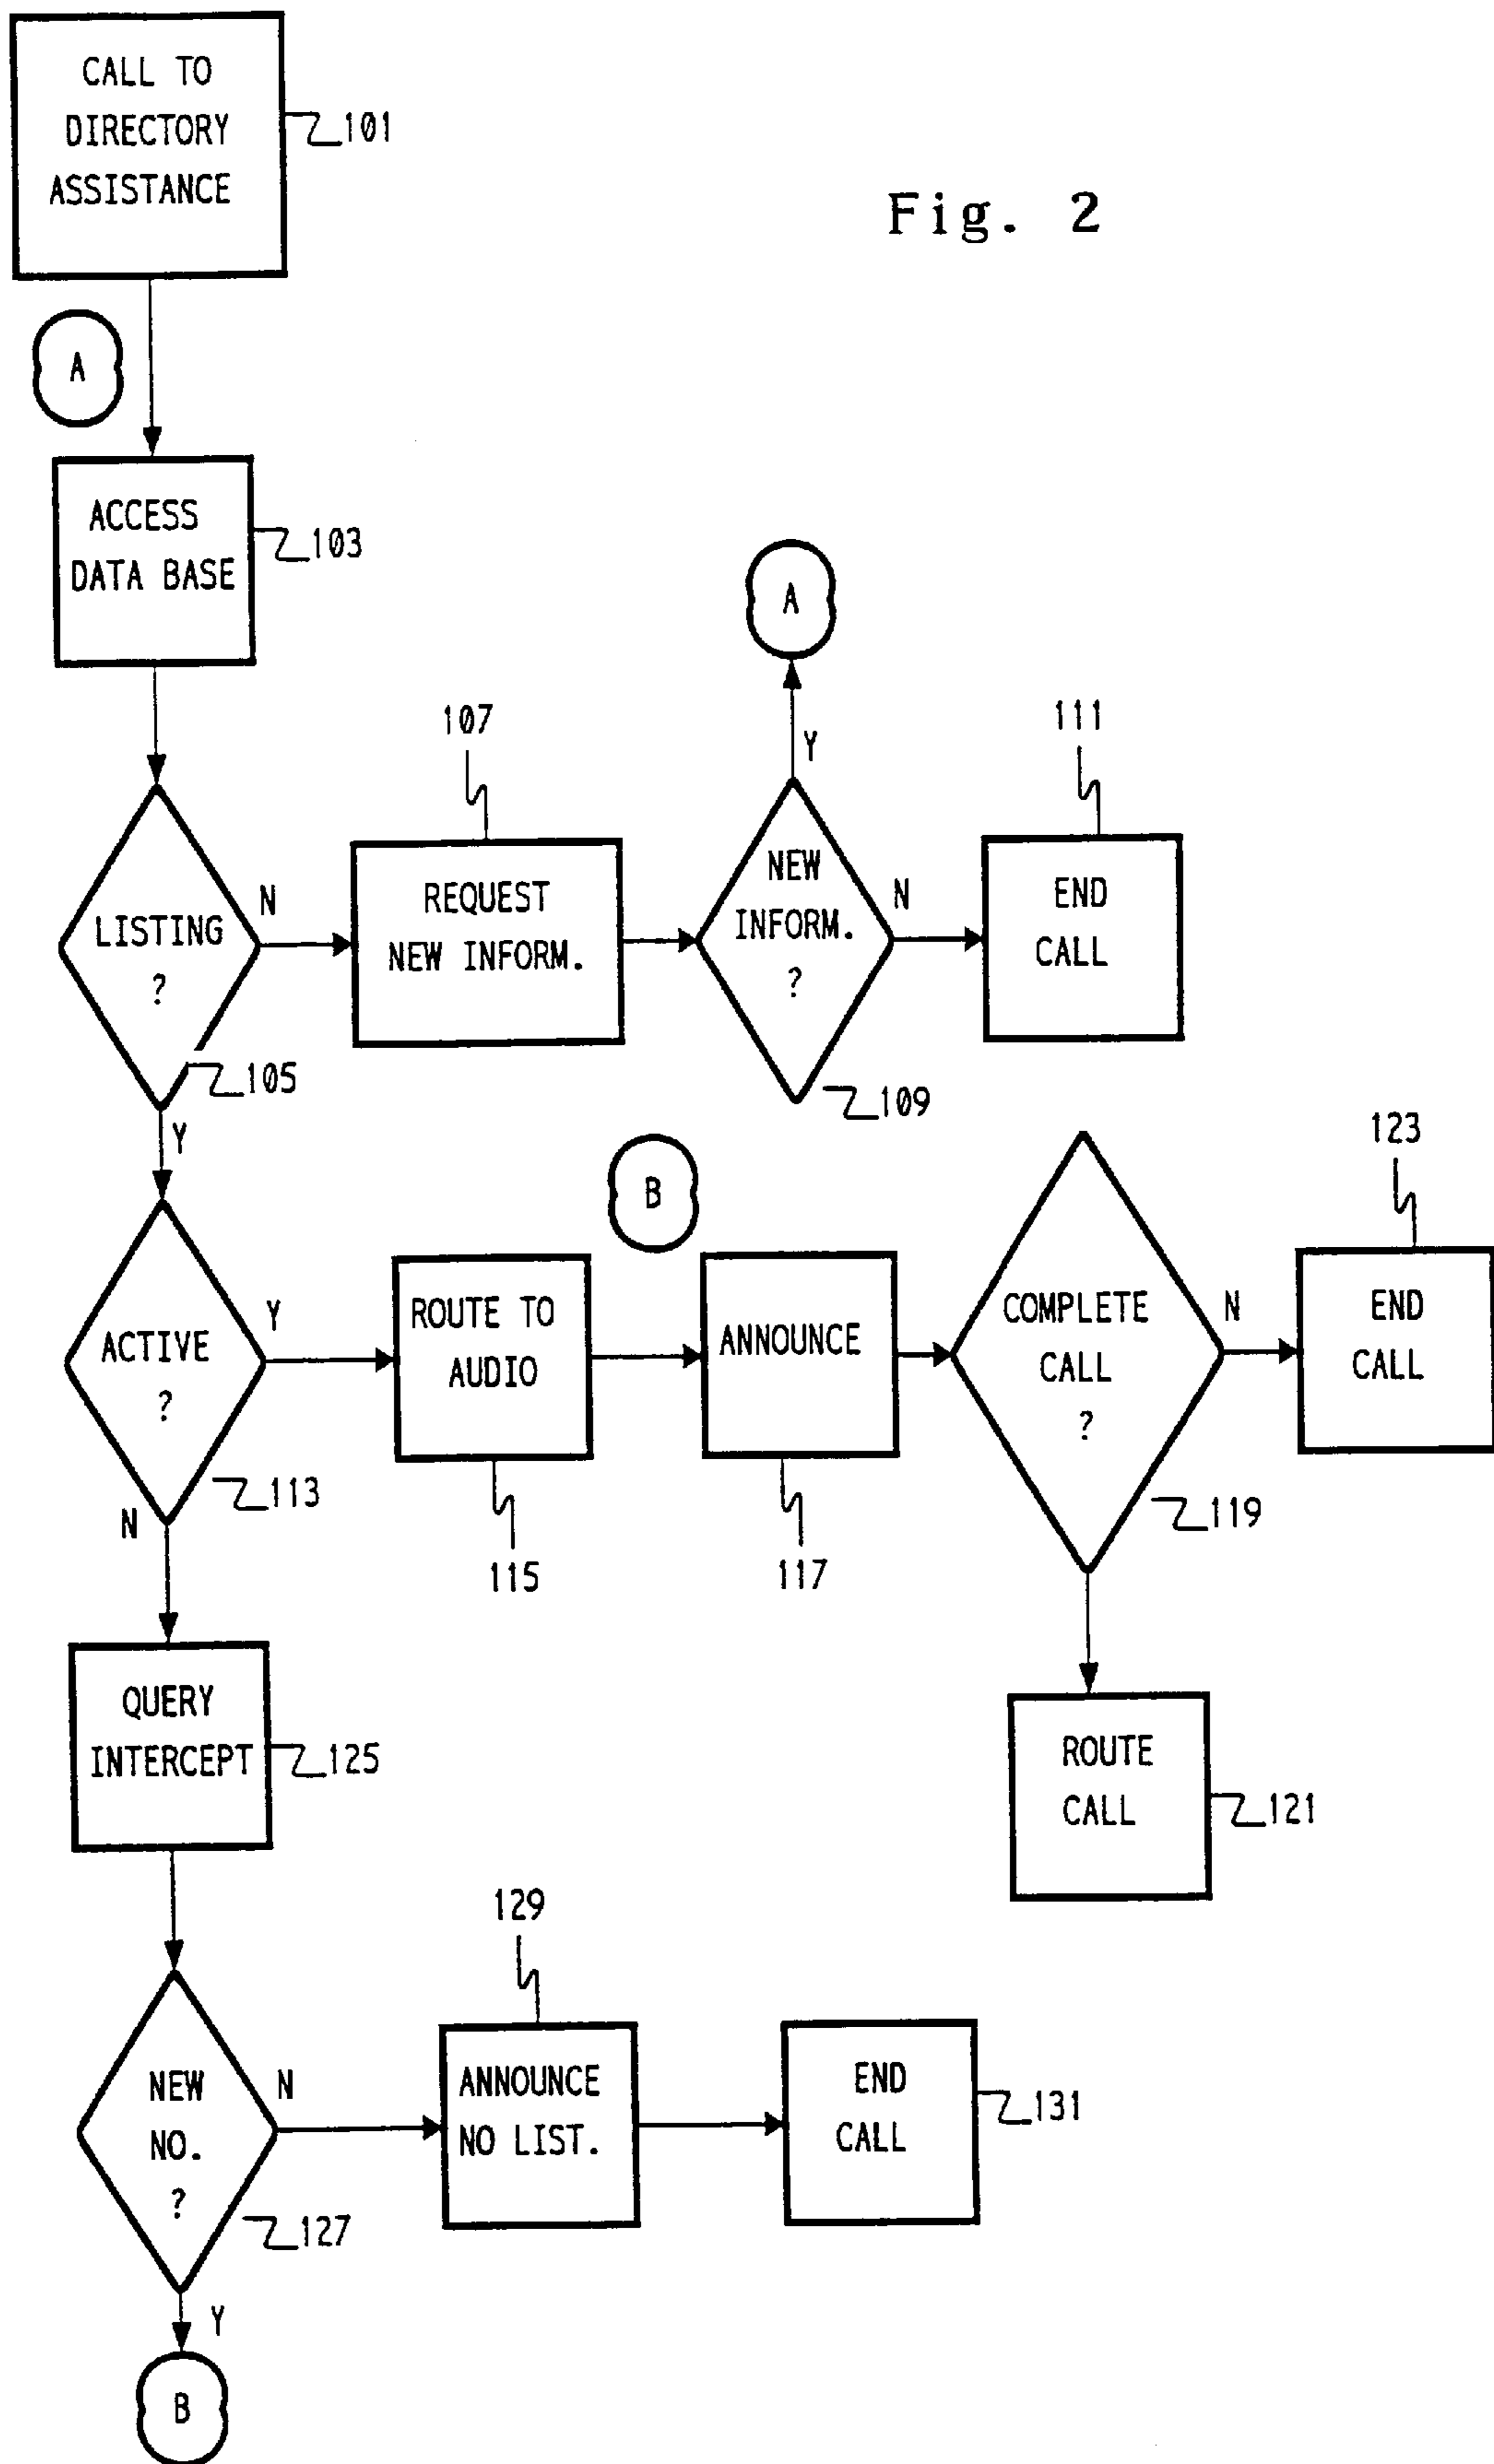 CALL TO
DIRECTORY
ASSISTANCE
101
Fig. 2
A
ACCESS
DATA BASE
103
A
Y
107
111
LISTING
?
105
N
REQUEST
NEW INFORM.
NEW
INFORM.
?
109
N
END
CALL
Y
B
123
ACTIVE
?
113
Y
ROUTE TO
AUDIO
115
ANNOUNCE
117
COMPLETE
CALL
?
119
N
END
CALL
N
QUERY
INTERCEPT
125
ROUTE
CALL
121
129
NEW
NO.
?
127
N
ANNOUNCE
NO LIST.
END
CALL
131
Y
B